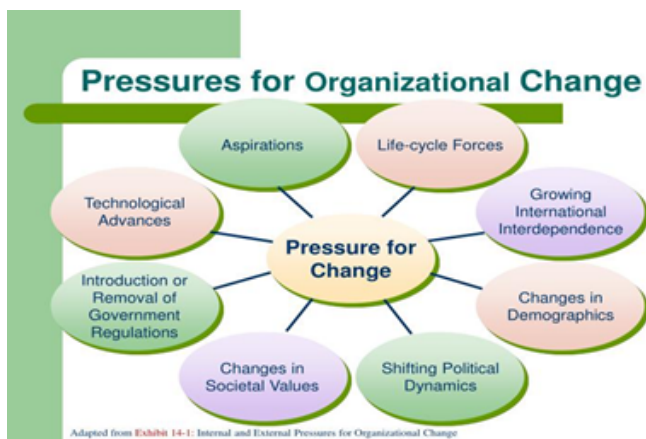 Pressures for Organizational Change
Aspirations
Life-cycle Forces
Technological
Advances
Growing
International
Interdependence
Pressure for
Change
Introduction or
Removal of
Government
Regulations
Changes in
Demographics
Changes in
Societal Values
Shifting Political
Dynamics
Adapted from Exhibit 14-1: Internal and External Pressures for Organizational Change